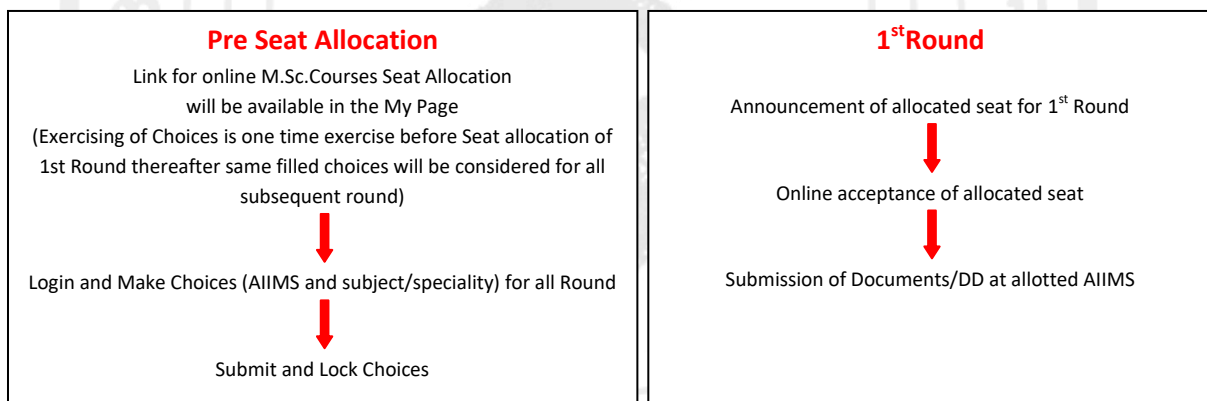 Pre Seat Allocation
Link for online M.Sc.Courses Seat Allocation
will be available in the My Page
(Exercising of Choices is one time exercise before Seat allocation of
1st Round thereafter same filled choices will be considered for all
subsequent round)
Login and Make Choices (AIIMS and subject/speciality) for all Round
Submit and Lock Choices
1stRound
Announcement of allocated seat for 1st Round
Online acceptance of allocated seat
Submission of Documents/DD at allotted AIIMS